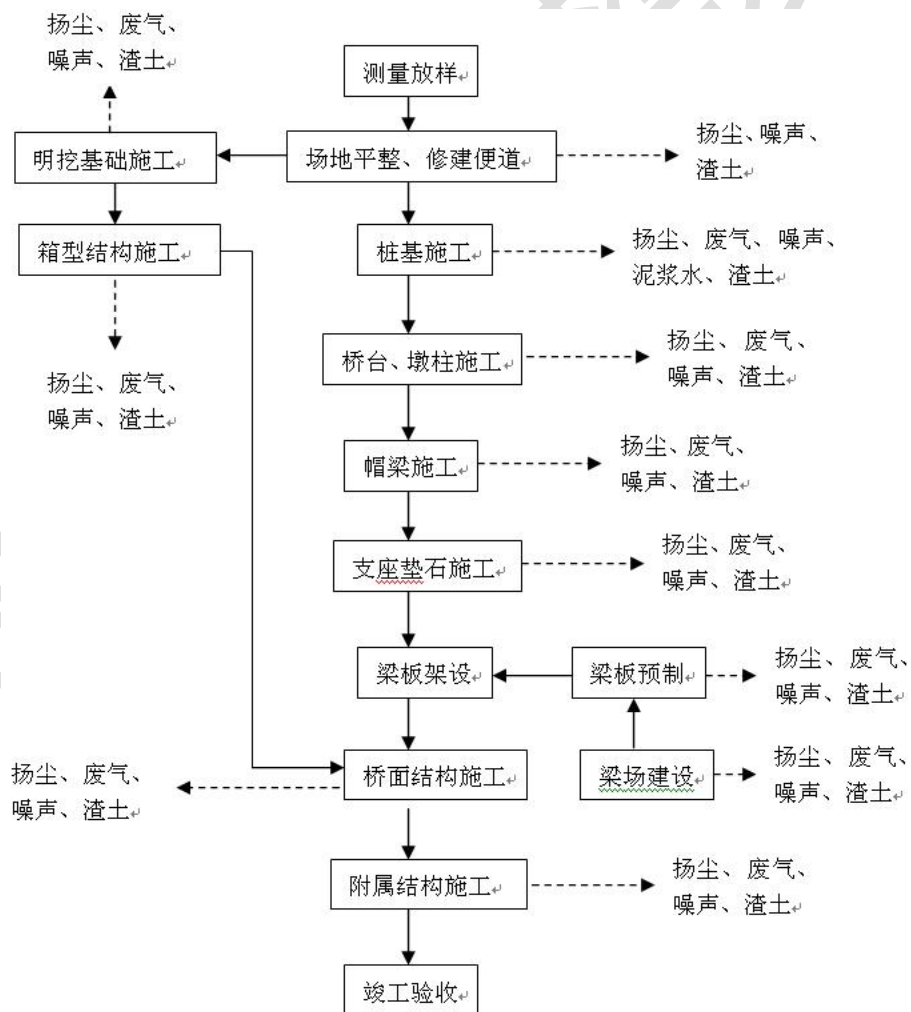 扬尘、废气、
噪声、渣土
测量放样
明挖基础施工
场地平整、修建便道
扬尘、噪声、
渣土
箱型结构施工
桩基施工
扬尘、废气、噪声、
泥浆水、渣土
扬尘、废气、
噪声、渣土
桥台、墩柱施工
扬尘、废气、
噪声、渣土
帽梁施工
扬尘、废气、
噪声、渣土
支座垫石施工
扬尘、废气、
噪声、渣土
梁板架设
梁板预制
扬尘、废气、
噪声、渣土
扬尘、废气、
噪声、渣土
桥面结构施工
梁场建设
扬尘、废气、
噪声、渣土
附属结构施工
扬尘、废气、
噪声、渣土
竣工验收